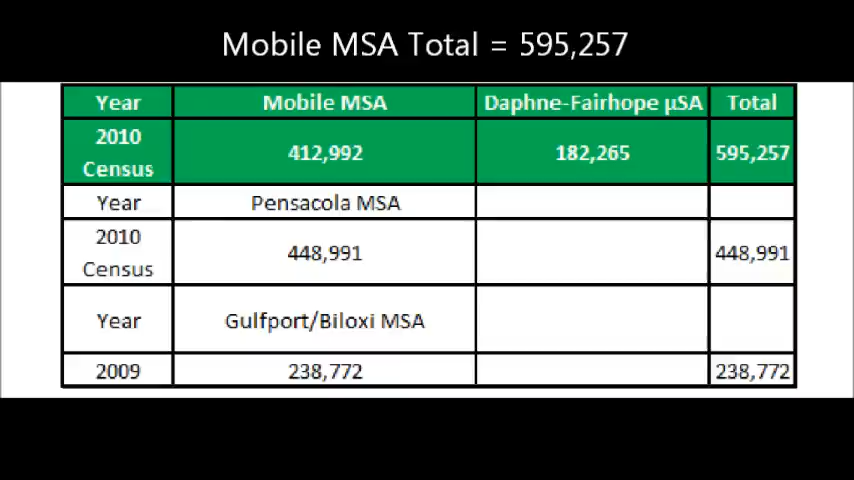 Mobile MSA Total = 595,257
Year Mobile MSA Daphne-Fairhope µSA Total
2010 Census 412,992 182,265 595,257
Year Pensacola MSA
2010 Census 448,991 448,991
Year Gulfport/Biloxi MSA
2009 238,772 238,772